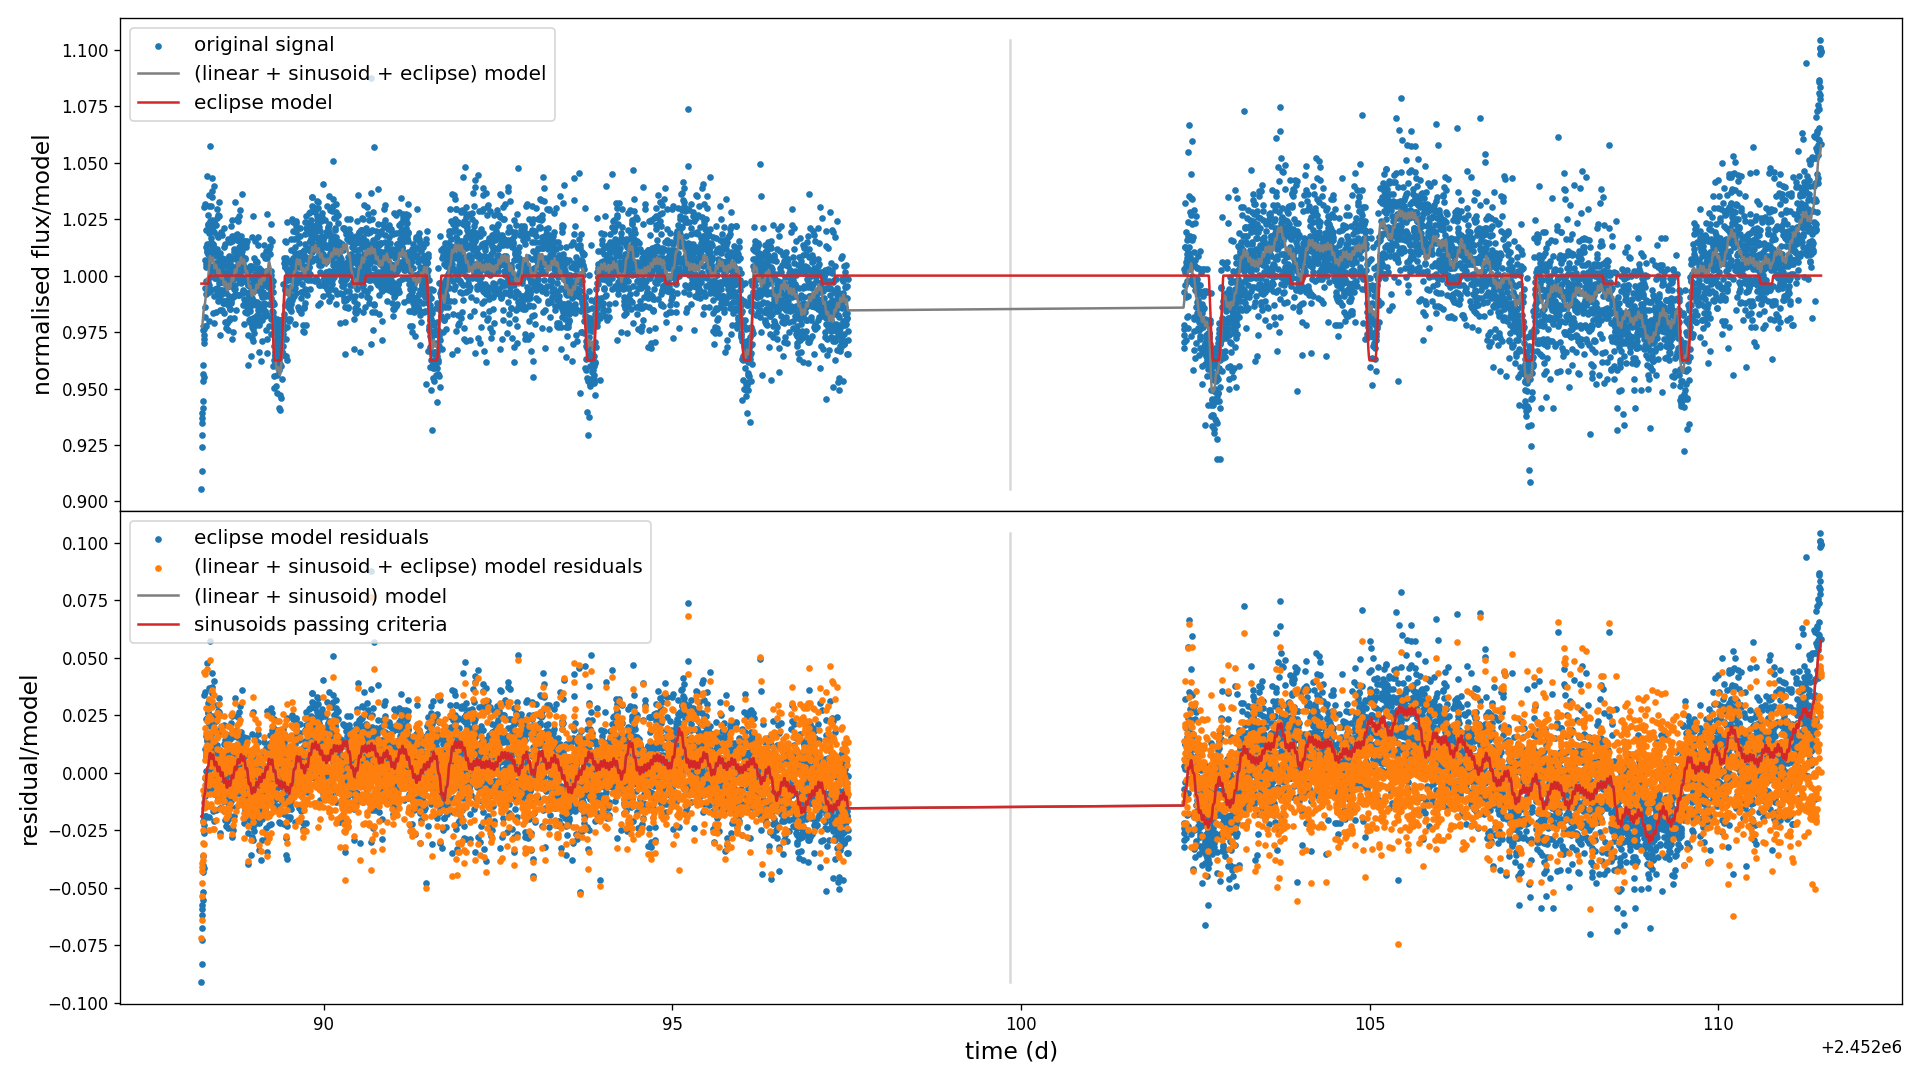 original signal
(linear + sinusoid + eclipse) model
eclipse model
normalised flux/model
1.100
1.075
1.050
1.025
1.000
0.975
0.950
0.925
0.900
eclipse model residuals
(linear + sinusoid + eclipse) model residuals
(linear + sinusoid) model
sinusoids passing criteria
residual/model
0.100
0.075
0.050
0.025
0.000
−0.025
−0.050
−0.075
−0.100
90 95 100 105 110
time (d)
+2.452e6